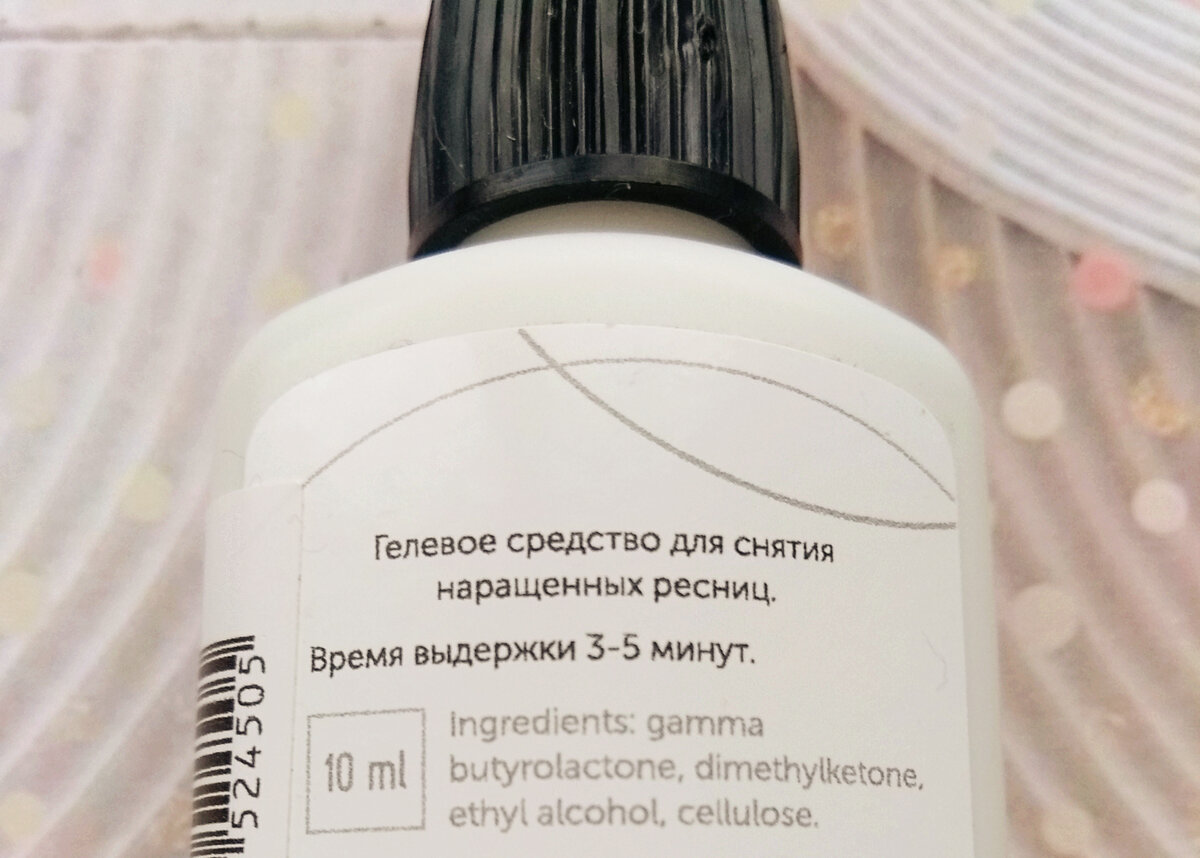 Гелевое средство для снятия
наращенных ресниц.
Время выдержки 3-5 минут.
10 ml
Ingredients: gamma
butyrolactone, dimethylketone,
ethyl alcohol, cellulose.
524505